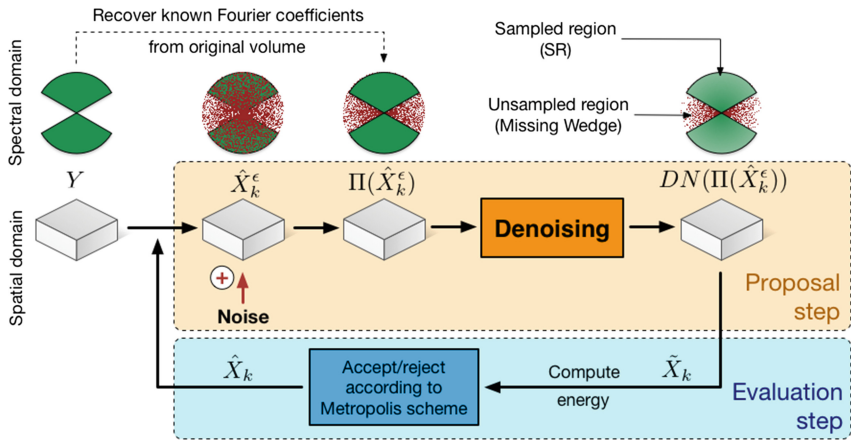 Recover known Fourier coefficients
from original volume
Spectral domain
Sampled region
(SR)
Unsampled region
(Missing Wedge)
Spatial domain
Y
X̂ₖᵋ
Π(X̂ₖᵋ)
DN(Π(X̂ₖᵋ))
Denoising
+
Noise
Proposal
step
X̂ₖ
Accept/reject
according to
Metropolis scheme
Compute
energy
X̃ₖ
Evaluation
step